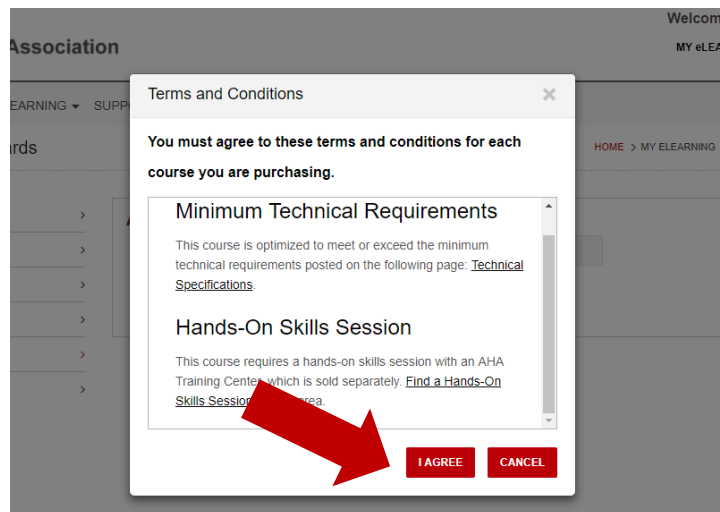 Welcom
Association
MY eLEA
EARNING SUPP
Terms and Conditions
rds
HOME > MY ELEARNING
You must agree to these terms and conditions for each
course you are purchasing.
Minimum Technical Requirements
This course is optimized to meet or exceed the minimum
technical requirements posted on the following page: Technical
Specifications.
Hands-On Skills Session
This course requires a hands-on skills session with an AHA
Training Center, which is sold separately. Find a Hands-On
Skills Session area.
I AGREE
CANCEL